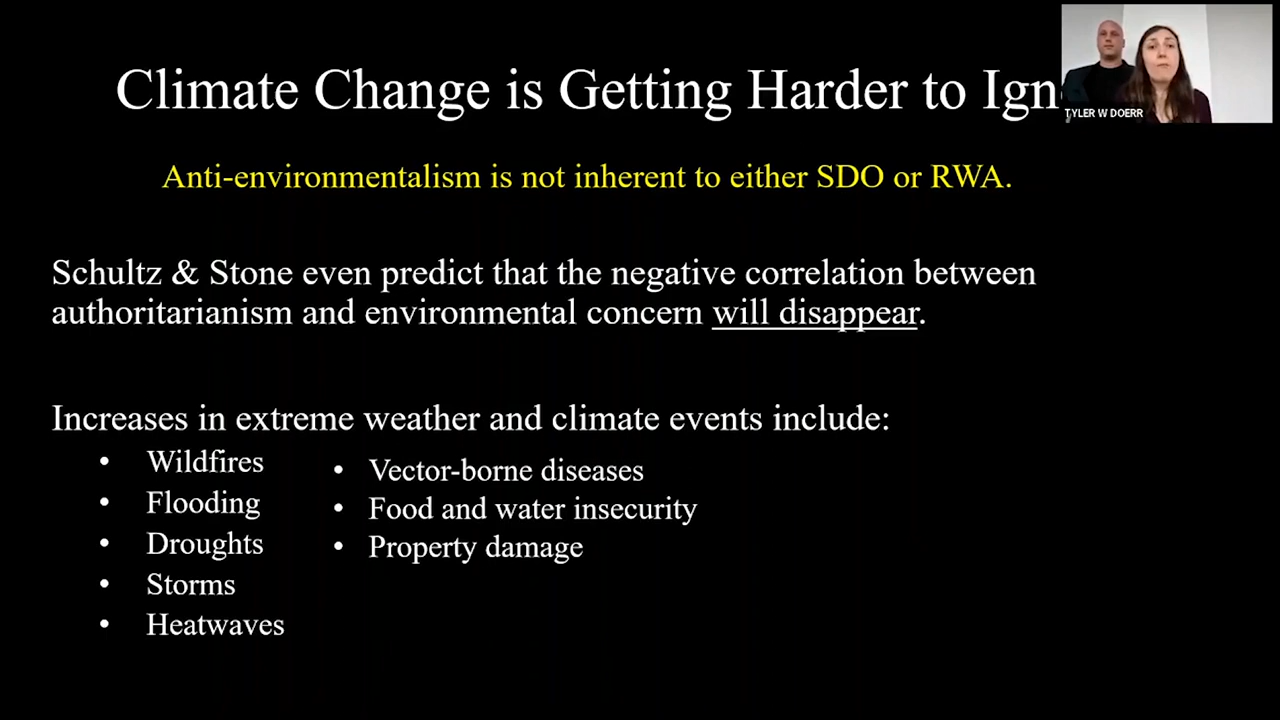 Climate Change is Getting Harder to
TYLER W DOERR
Anti-environmentalism is not inherent to either SDO or RWA.
Schultz & Stone even predict that the negative correlation between
authoritarianism and environmental concern will disappear.
Increases in extreme weather and climate events include:
• Wildfires
• Flooding
• Droughts
• Storms
• Heatwaves
• Vector-borne diseases
• Food and water insecurity
• Property damage